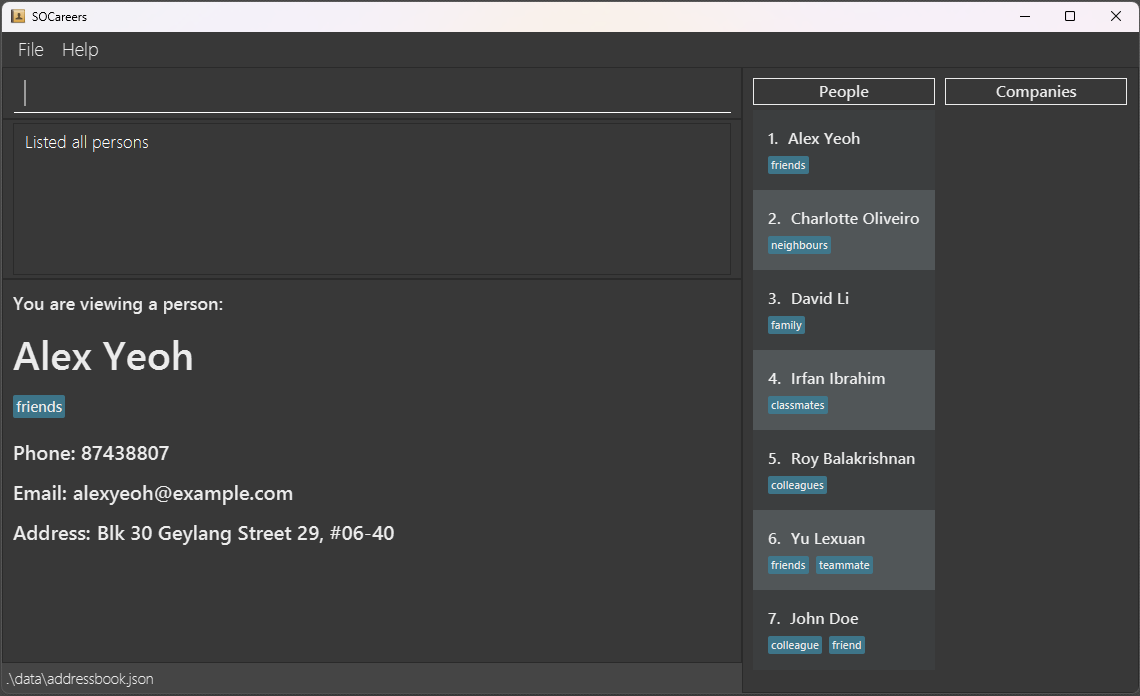 SOCareers
File Help
Listed all persons
You are viewing a person:
Alex Yeoh
friends
Phone: 87438807
Email: alexyeoh@example.com
Address: Blk 30 Geylang Street 29, #06-40
.\data\addressbook.json
People
1. Alex Yeoh
friends
2. Charlotte Oliveiro
neighbours
3. David Li
family
4. Irfan Ibrahim
classmates
5. Roy Balakrishnan
colleagues
6. Yu Lexuan
friends teammate
7. John Doe
colleague friend
Companies